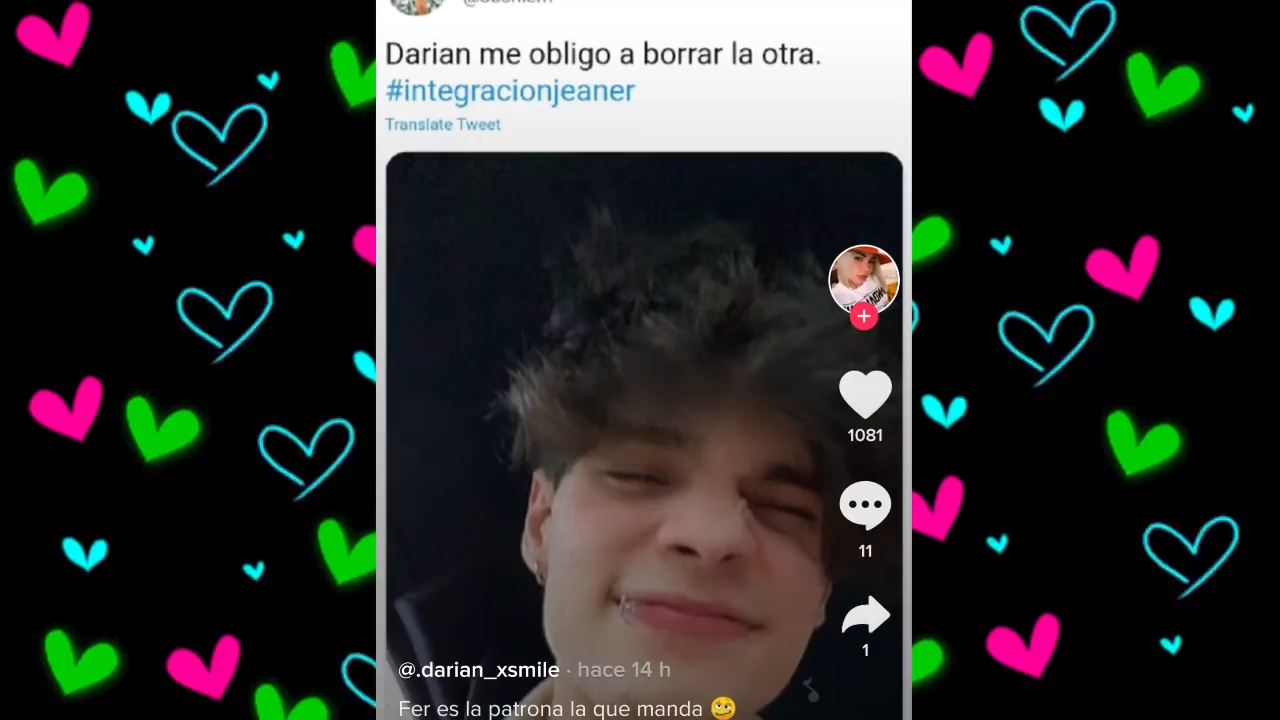 Darian me obligo a borrar la otra.
#integracionjeaner
Translate Tweet
1081
11
1
@.darian_xsmile · hace 14 h
Fer es la patrona la que manda 🥴